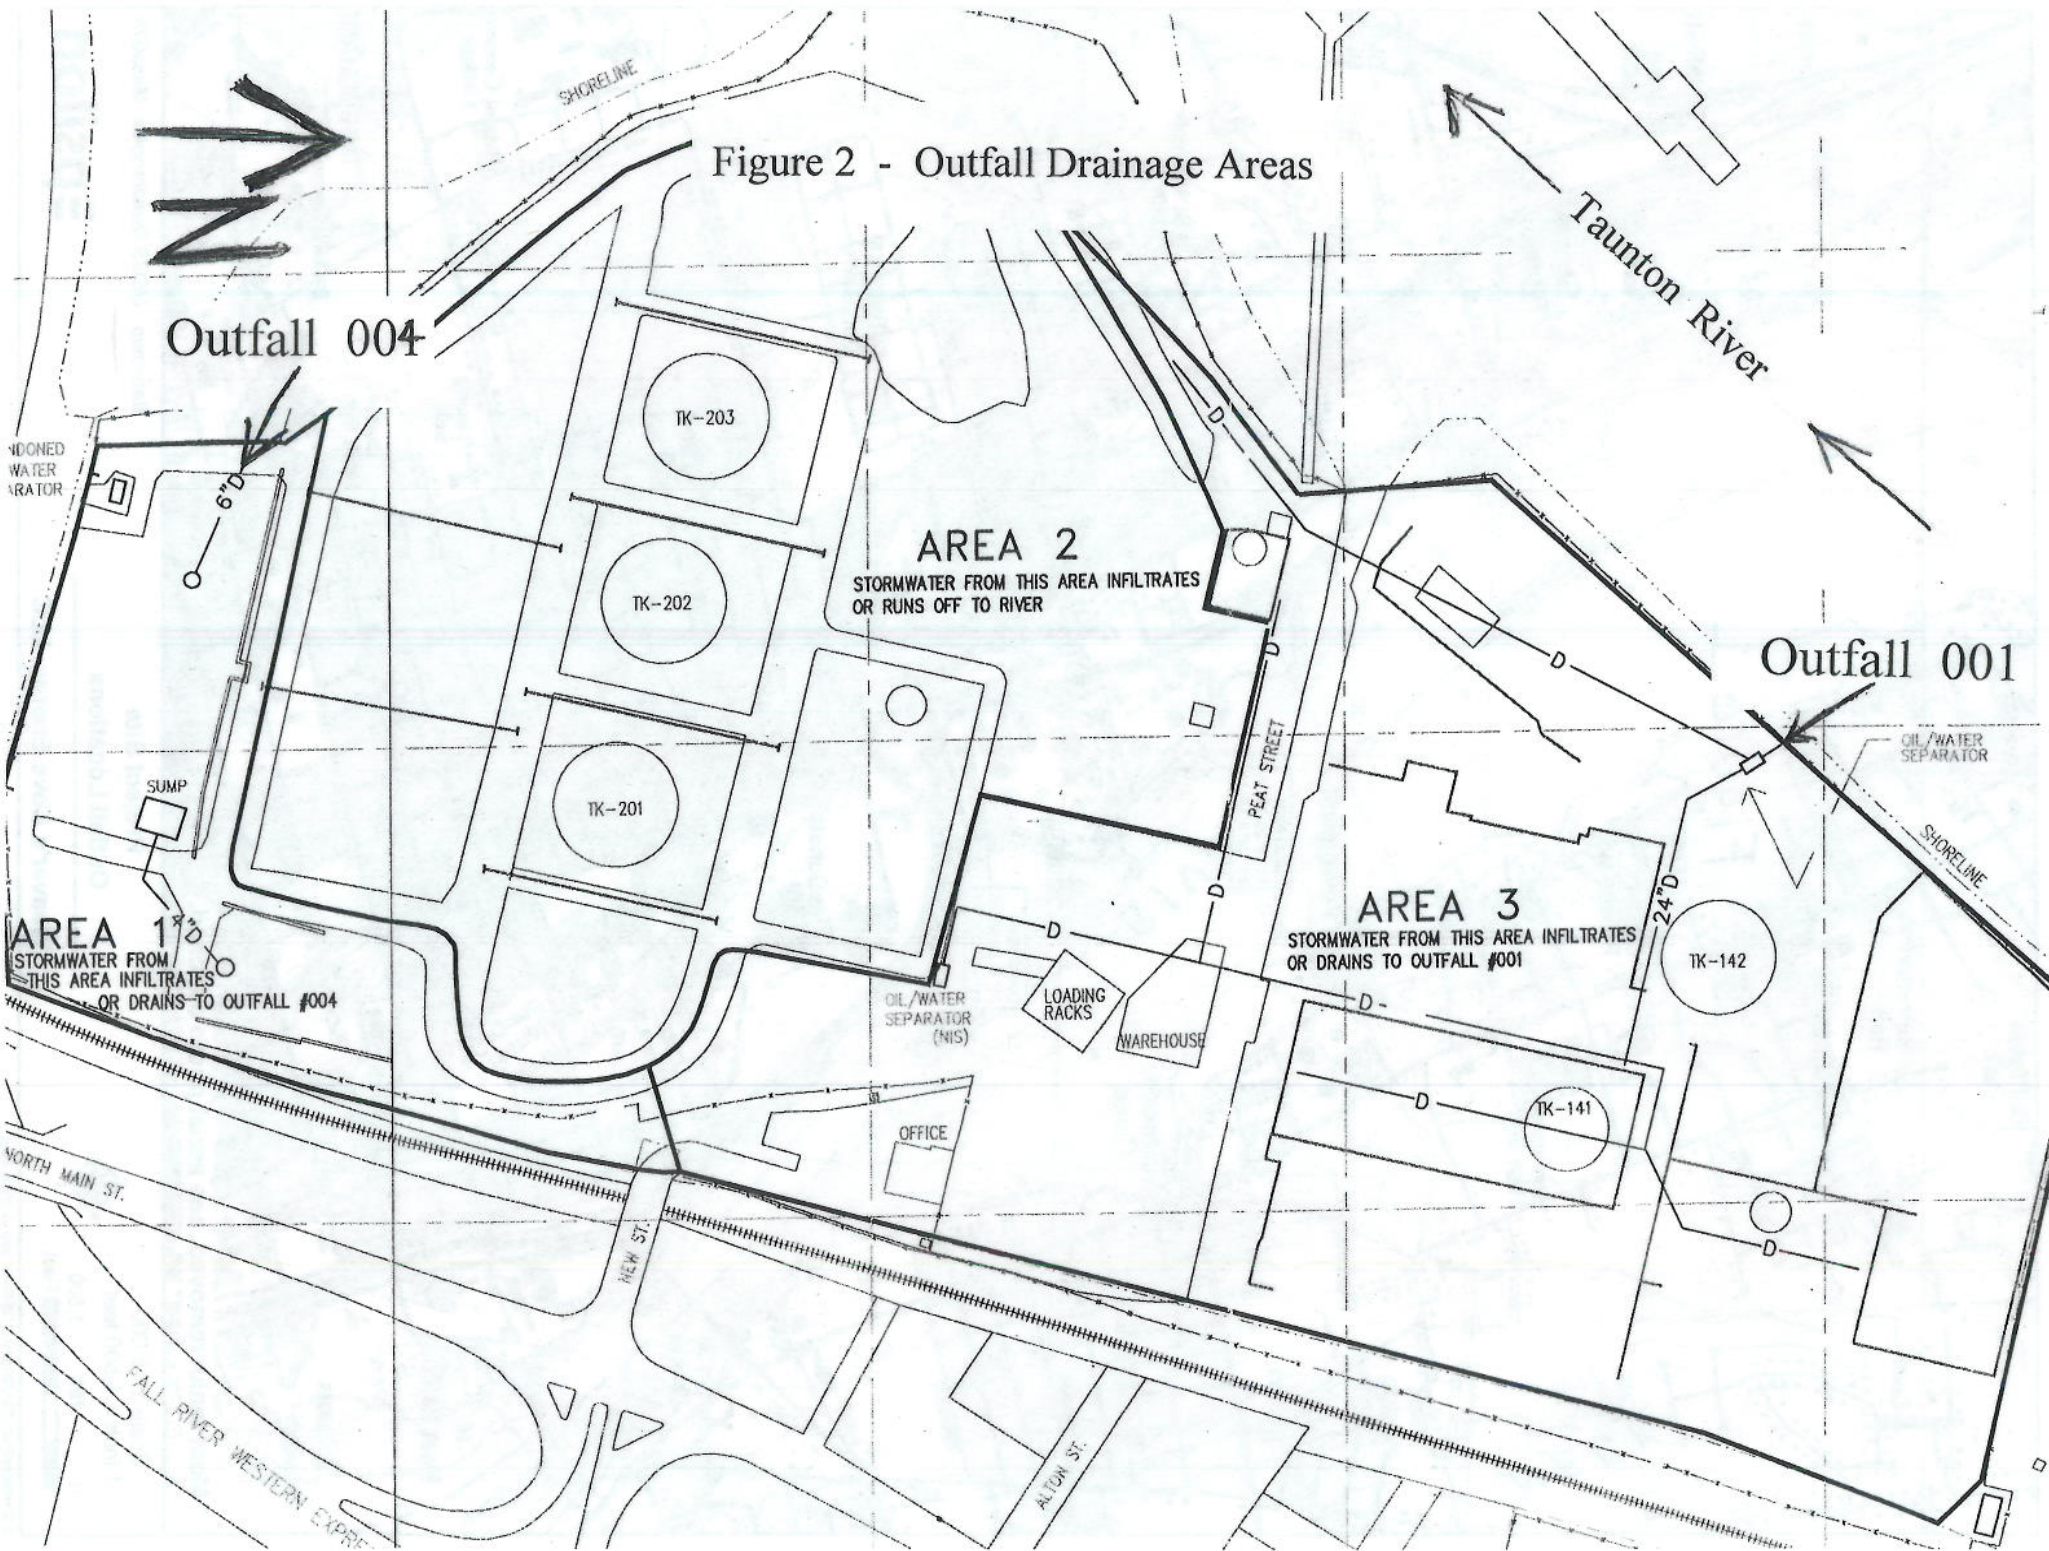 SHORELINE
Figure 2 - Outfall Drainage Areas
N
Taunton River
Outfall 004
TK-203
NDONED
WATER
ARATOR
6"D
D
AREA 2
STORMWATER FROM THIS AREA INFILTRATES
OR RUNS OFF TO RIVER
TK-202
D
D
Outfall 001
OIL/WATER
SEPARATOR
PEAT STREET
SUMP
TK-201
SHORELINE
D
24"D
AREA 3
STORMWATER FROM THIS AREA INFILTRATES
OR DRAINS TO OUTFALL #001
TK-142
AREA 1
4"D
STORMWATER FROM
THIS AREA INFILTRATES
OR DRAINS TO OUTFALL #004
D
OIL/WATER
SEPARATOR
(NIS)
LOADING
RACKS
WAREHOUSE
D
D
TK-141
OFFICE
NORTH MAIN ST.
NEW ST.
D
FALL RIVER WESTERN EXPRE
ALTON ST.